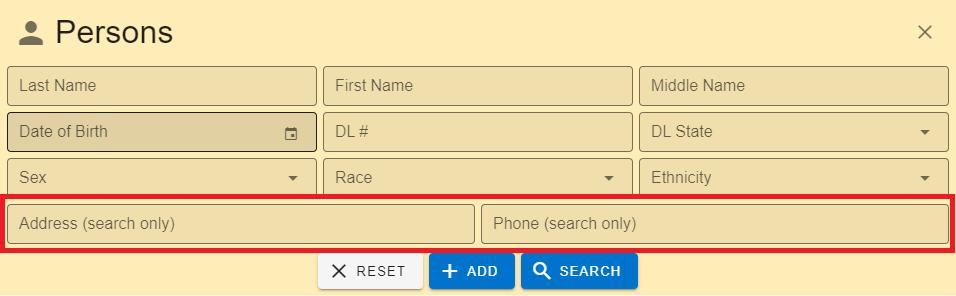 Persons
Last Name First Name Middle Name
Date of Birth DL # DL State
Sex Race Ethnicity
Address (search only) Phone (search only)
RESET ADD SEARCH